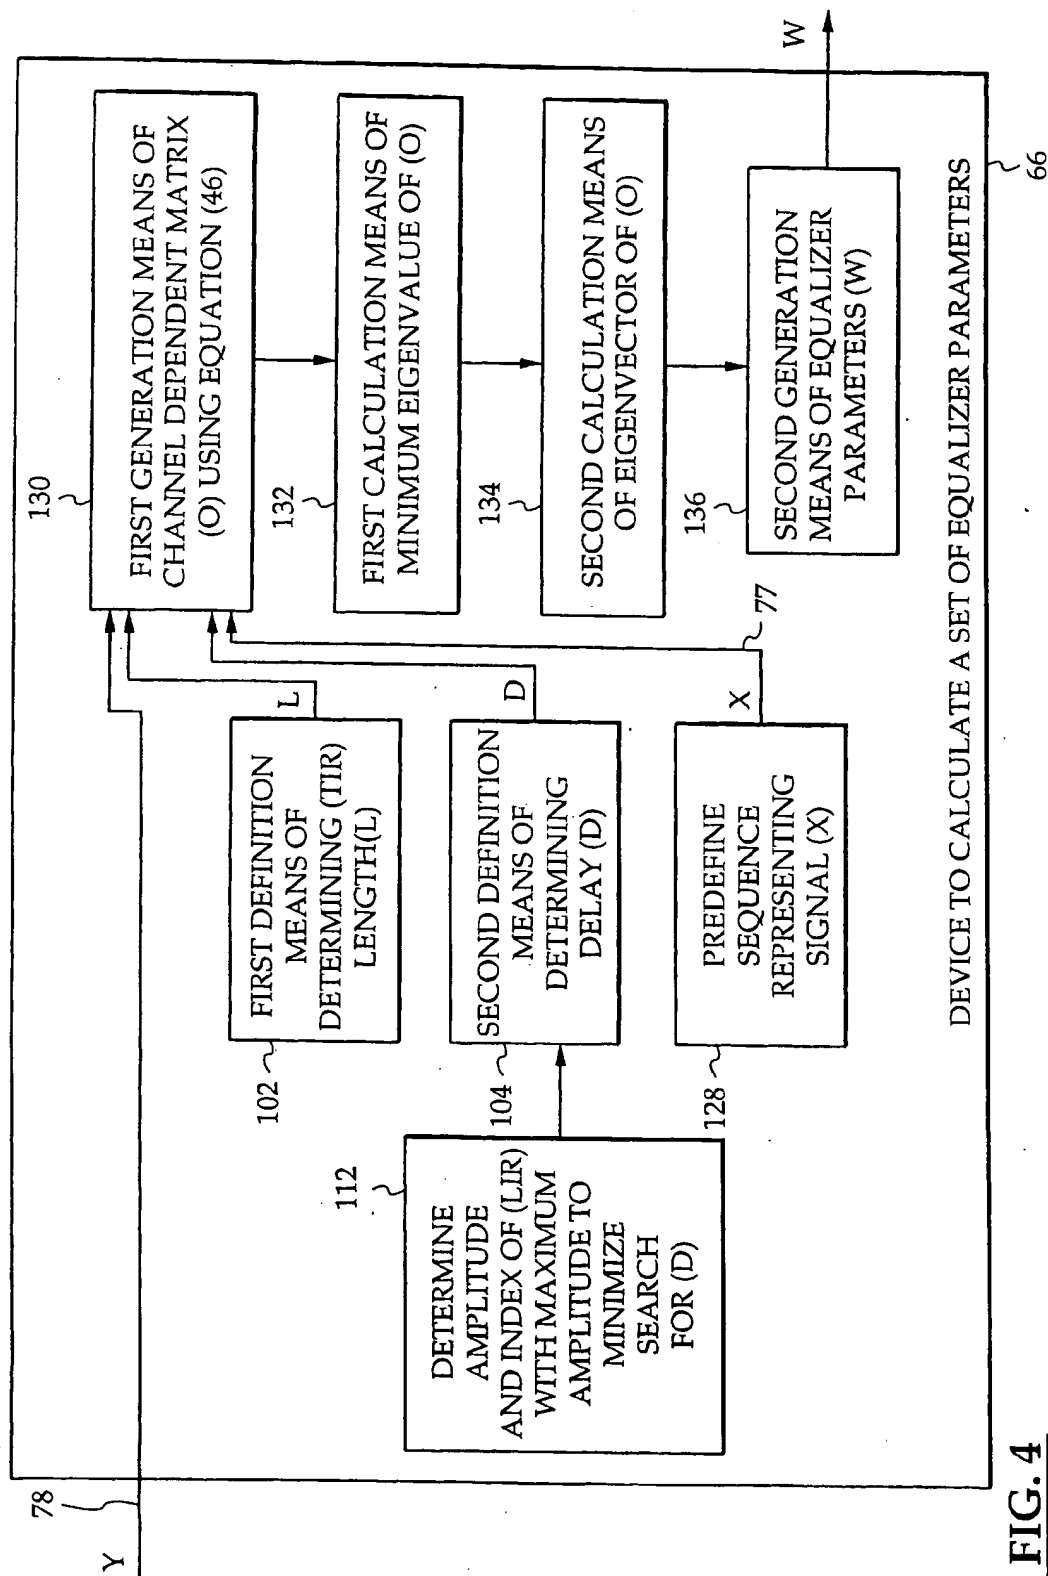 Y
78
130
FIRST GENERATION MEANS OF
CHANNEL DEPENDENT MATRIX
(O) USING EQUATION (46)
102
FIRST DEFINITION
MEANS OF
DETERMINING (TIR)
LENGTH(L)
L
132
FIRST CALCULATION MEANS OF
MINIMUM EIGENVALUE OF (O)
112
DETERMINE
AMPLITUDE
AND INDEX OF (LIR)
WITH MAXIMUM
AMPLITUDE TO
MINIMIZE
SEARCH
FOR (D)
104
SECOND DEFINITION
MEANS OF
DETERMINING
DELAY (D)
D
134
SECOND CALCULATION MEANS
OF EIGENVECTOR OF (O)
128
PREDEFINE
SEQUENCE
REPRESENTING
SIGNAL (X)
X
77
136
SECOND GENERATION
MEANS OF EQUALIZER
PARAMETERS (W)
W
DEVICE TO CALCULATE A SET OF EQUALIZER PARAMETERS
66
FIG. 4